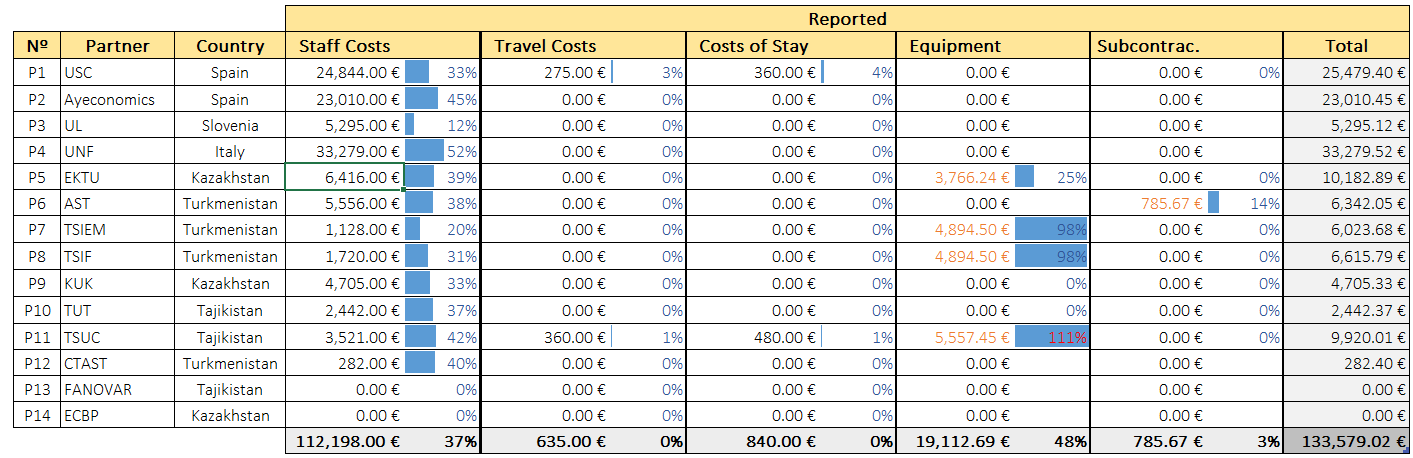 Reported
Nº Partner Country Staff Costs Travel Costs Costs of Stay Equipment Subcontrac. Total
P1 USC Spain 24,844.00 € 33% 275.00 € 3% 360.00 € 4% 0.00 € 0.00 € 0% 25,479.40 €
P2 Ayeconomics Spain 23,010.00 € 45% 0.00 € 0% 0.00 € 0% 0.00 € 0.00 € 23,010.45 €
P3 UL Slovenia 5,295.00 € 12% 0.00 € 0% 0.00 € 0% 0.00 € 0.00 € 5,295.12 €
P4 UNF Italy 33,279.00 € 52% 0.00 € 0% 0.00 € 0% 0.00 € 0.00 € 33,279.52 €
P5 EKTU Kazakhstan 6,416.00 € 39% 0.00 € 0% 0.00 € 0% 3,766.24 € 25% 0.00 € 0% 10,182.89 €
P6 AST Turkmenistan 5,556.00 € 38% 0.00 € 0% 0.00 € 0% 0.00 € 785.67 € 14% 6,342.05 €
P7 TSIEM Turkmenistan 1,128.00 € 20% 0.00 € 0% 0.00 € 0% 4,894.50 € 98% 0.00 € 0% 6,023.68 €
P8 TSIF Turkmenistan 1,720.00 € 31% 0.00 € 0% 0.00 € 0% 4,894.50 € 98% 0.00 € 0% 6,615.79 €
P9 KUK Kazakhstan 4,705.00 € 33% 0.00 € 0% 0.00 € 0% 0.00 € 0% 0.00 € 0% 4,705.33 €
P10 TUT Tajikistan 2,442.00 € 37% 0.00 € 0% 0.00 € 0% 0.00 € 0% 0.00 € 0% 2,442.37 €
P11 TSUC Tajikistan 3,521.00 € 42% 360.00 € 1% 480.00 € 1% 5,557.45 € 111% 0.00 € 0% 9,920.01 €
P12 CTAST Turkmenistan 282.00 € 40% 0.00 € 0% 0.00 € 0% 0.00 € 0.00 € 282.40 €
P13 FANOVAR Tajikistan 0.00 € 0% 0.00 € 0% 0.00 € 0% 0.00 € 0.00 € 0.00 €
P14 ECBP Kazakhstan 0.00 € 0% 0.00 € 0% 0.00 € 0% 0.00 € 0.00 € 0.00 €
112,198.00 € 37% 635.00 € 0% 840.00 € 0% 19,112.69 € 48% 785.67 € 3% 133,579.02 €